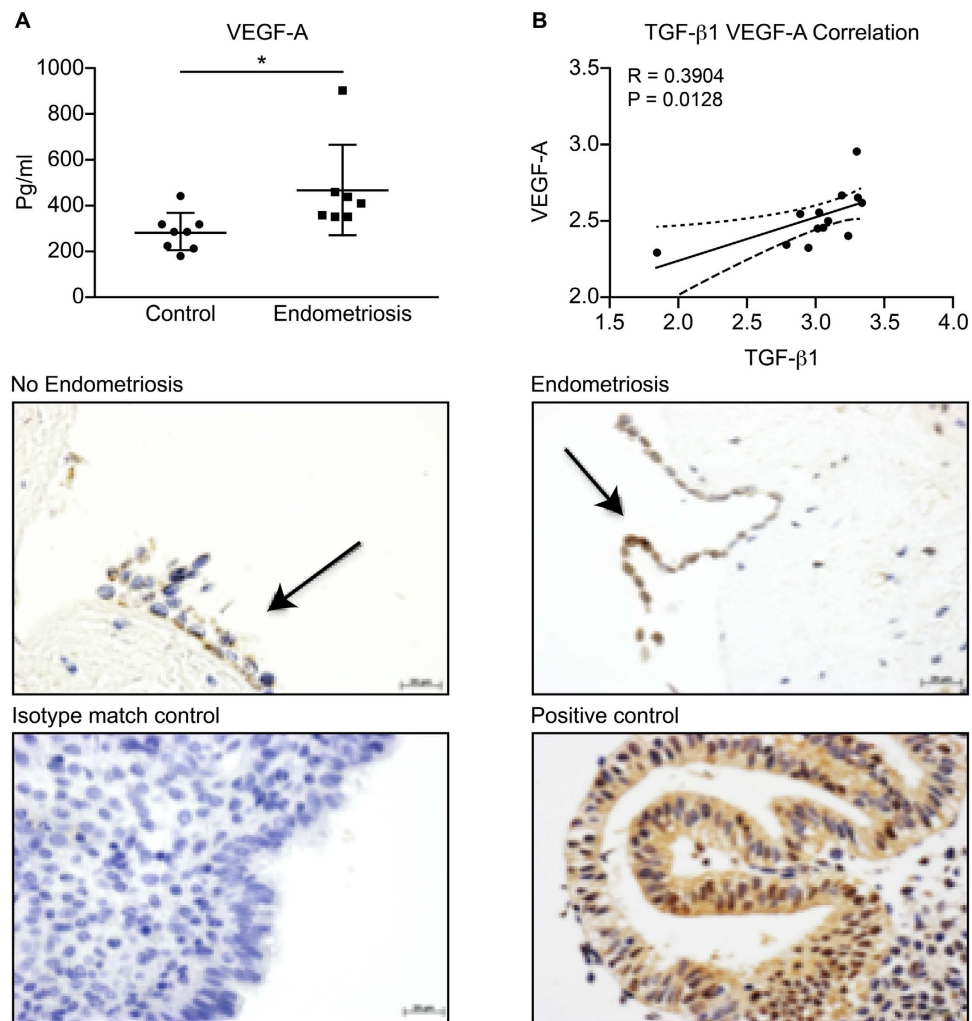 A
VEGF-A
1000
800
600
400
200
0
Pg/ml
*
Control
Endometriosis
B
TGF-β1 VEGF-A Correlation
R = 0.3904
P = 0.0128
3.5
3.0
2.5
2.0
VEGF-A
1.5
2.0
2.5
3.0
3.5
4.0
TGF-β1
No Endometriosis
Endometriosis
Isotype match control
Positive control